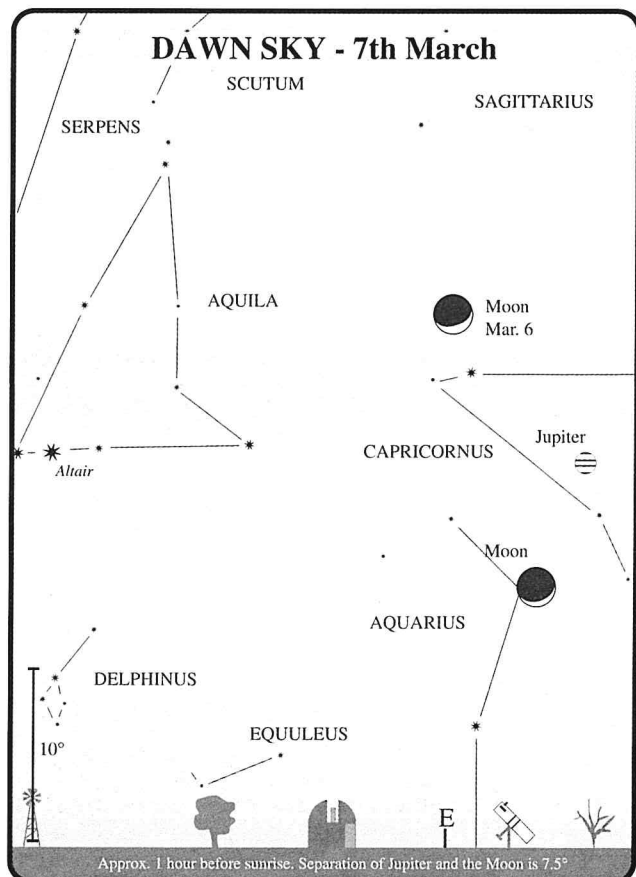 DAWN SKY - 7th March
SCUTUM
SAGITTARIUS
SERPENS
AQUILA
Moon
Mar. 6
Jupiter
CAPRICORNUS
Altair
Moon
AQUARIUS
DELPHINUS
EQUULEUS
10°
E
Approx. 1 hour before sunrise. Separation of Jupiter and the Moon is 7.5°